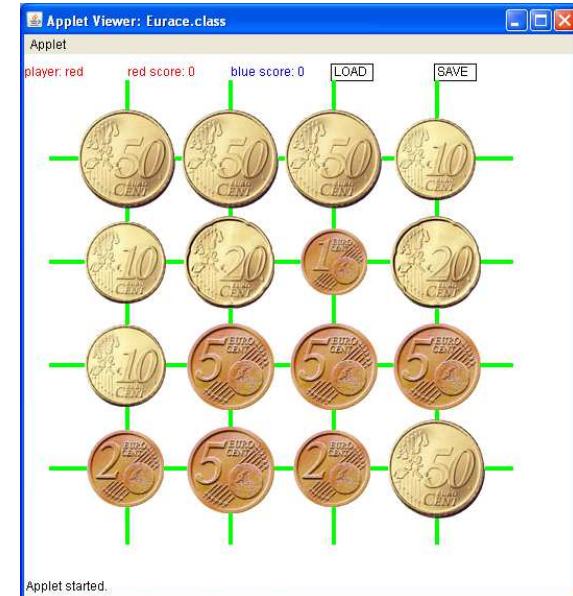 Applet Viewer: Eurace.class
Applet
player: red red score: 0 blue score: 0 LOAD SAVE
50 EURO CENT 50 EURO CENT 50 EURO CENT 10 EURO CENT
10 EURO CENT 20 EURO CENT 1 EURO CENT 20 EURO CENT
10 EURO CENT 5 EURO CENT 5 EURO CENT 5 EURO CENT
2 EURO CENT 5 EURO CENT 2 EURO CENT 50 EURO CENT
Applet started.